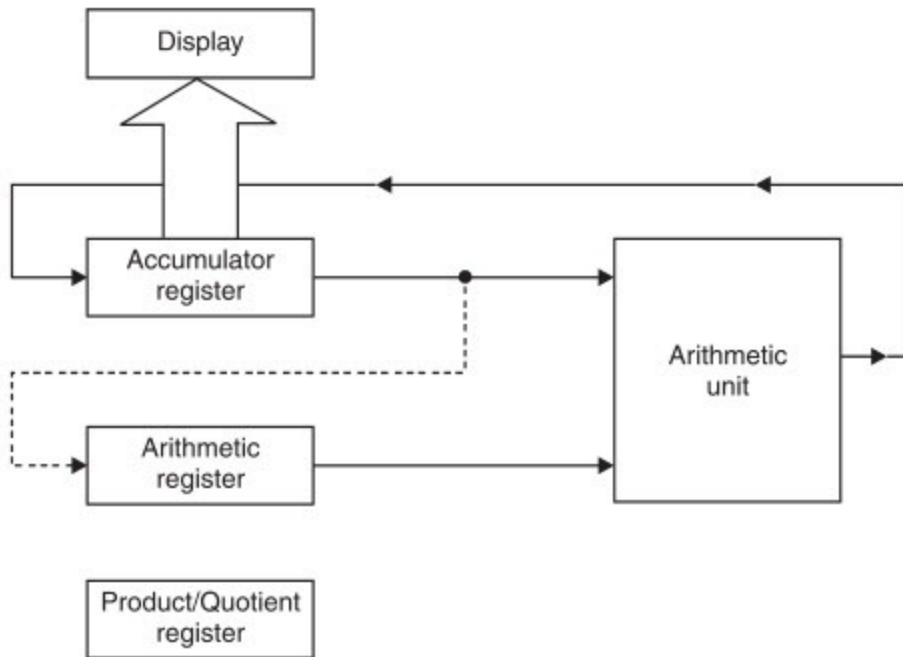 Display
Accumulator
register
Arithmetic
unit
Arithmetic
register
Product/Quotient
register